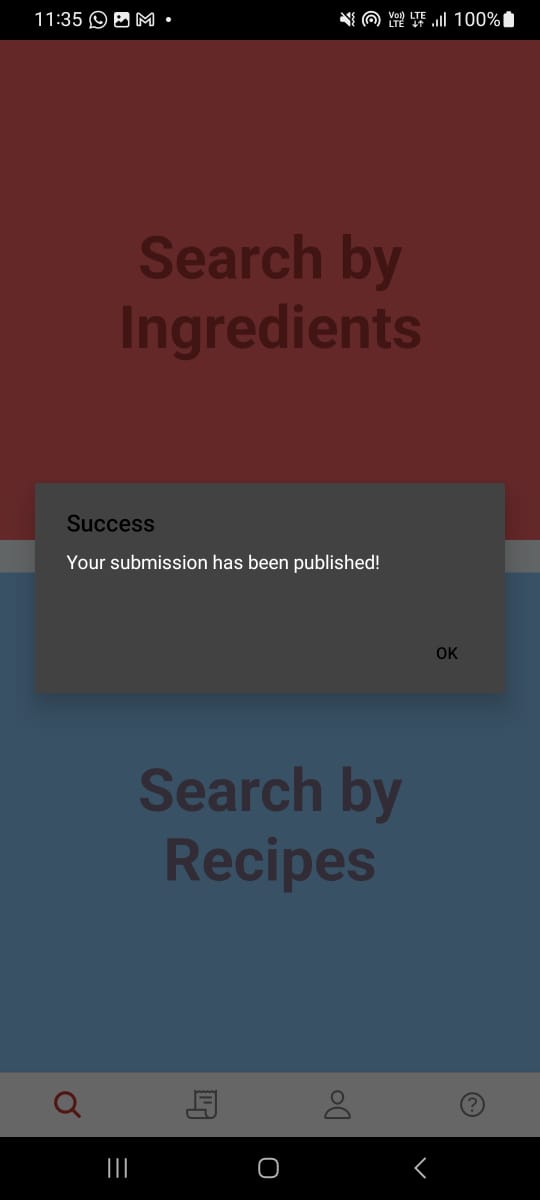 11:35
Vo)) LTE
LTE
100%
Search by
Ingredients
Success
Your submission has been published!
OK
Search by
Recipes
?